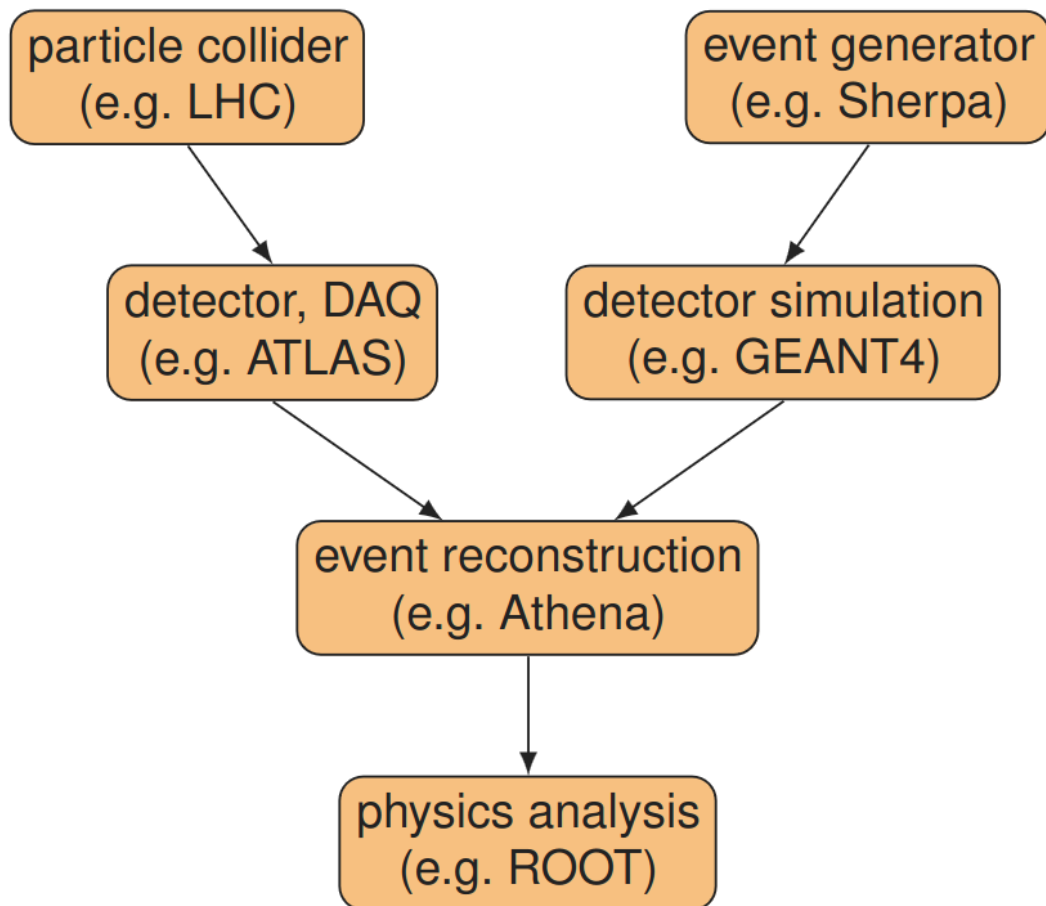 particle collider
(e.g. LHC)
event generator
(e.g. Sherpa)
detector, DAQ
(e.g. ATLAS)
detector simulation
(e.g. GEANT4)
event reconstruction
(e.g. Athena)
physics analysis
(e.g. ROOT)